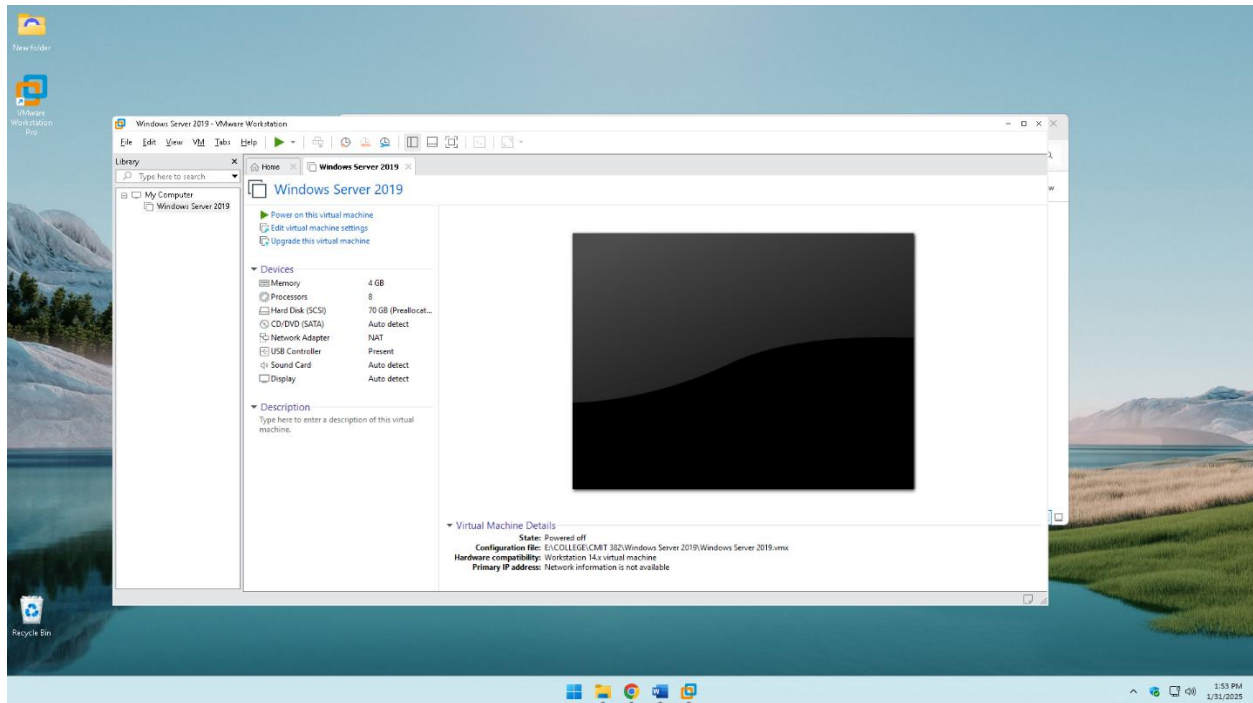 New folder
VMware
Workstation
Pro
Windows Server 2019 - VMware Workstation
File Edit View VM Tabs Help
Library
Type here to search
My Computer
Windows Server 2019
Home
Windows Server 2019
Windows Server 2019
Power on this virtual machine
Edit virtual machine settings
Upgrade this virtual machine
Devices
Memory 4 GB
Processors 8
Hard Disk (SCSI) 70 GB (Preallocat...
CD/DVD (SATA) Auto detect
Network Adapter NAT
USB Controller Present
Sound Card Auto detect
Display Auto detect
Description
Type here to enter a description of this virtual
machine.
Virtual Machine Details
State: Powered off
Configuration file: E:\COLLEGE\CMIT 382\Windows Server 2019\Windows Server 2019.vmx
Hardware compatibility: Workstation 14.x virtual machine
Primary IP address: Network information is not available
w
Recycle Bin
1:53 PM
1/31/2025